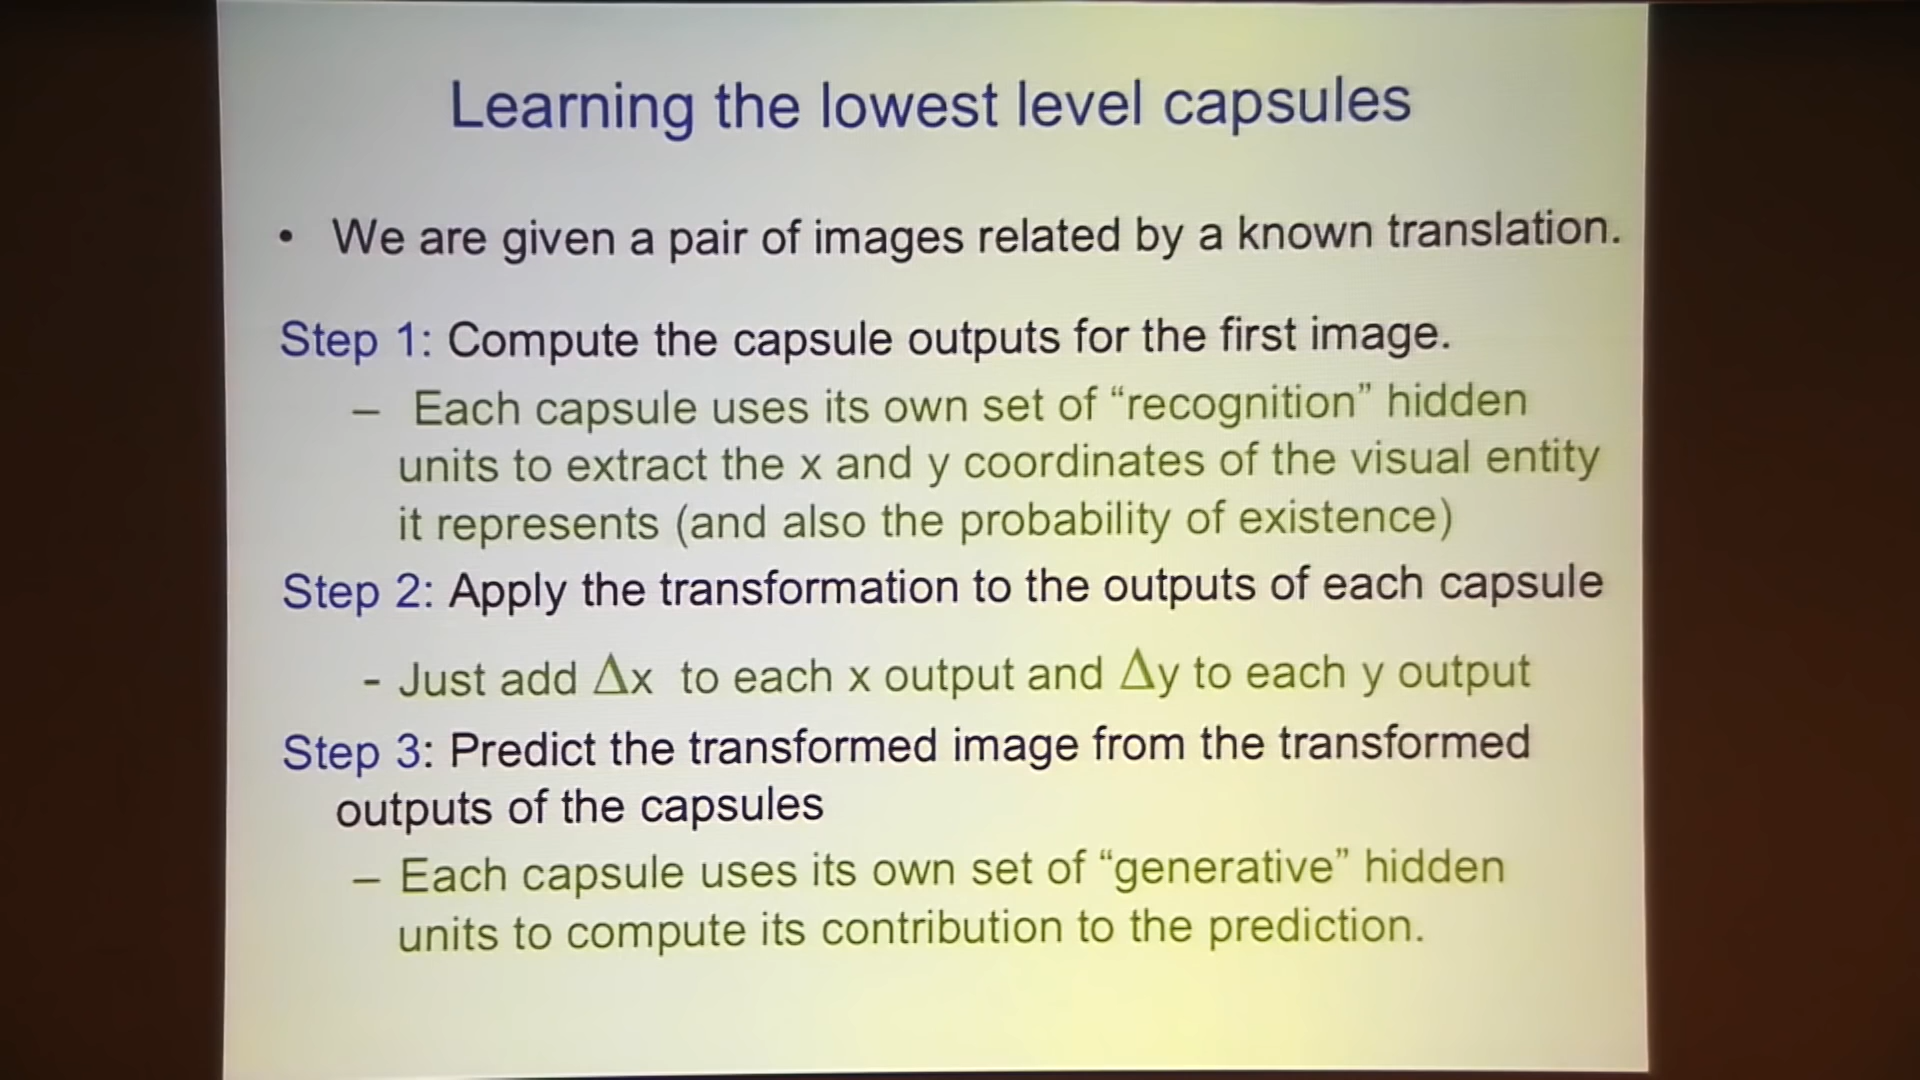 Learning the lowest level capsules
• We are given a pair of images related by a known translation.
Step 1: Compute the capsule outputs for the first image.
– Each capsule uses its own set of “recognition” hidden
units to extract the x and y coordinates of the visual entity
it represents (and also the probability of existence)
Step 2: Apply the transformation to the outputs of each capsule
- Just add Δx to each x output and Δy to each y output
Step 3: Predict the transformed image from the transformed
outputs of the capsules
– Each capsule uses its own set of “generative” hidden
units to compute its contribution to the prediction.